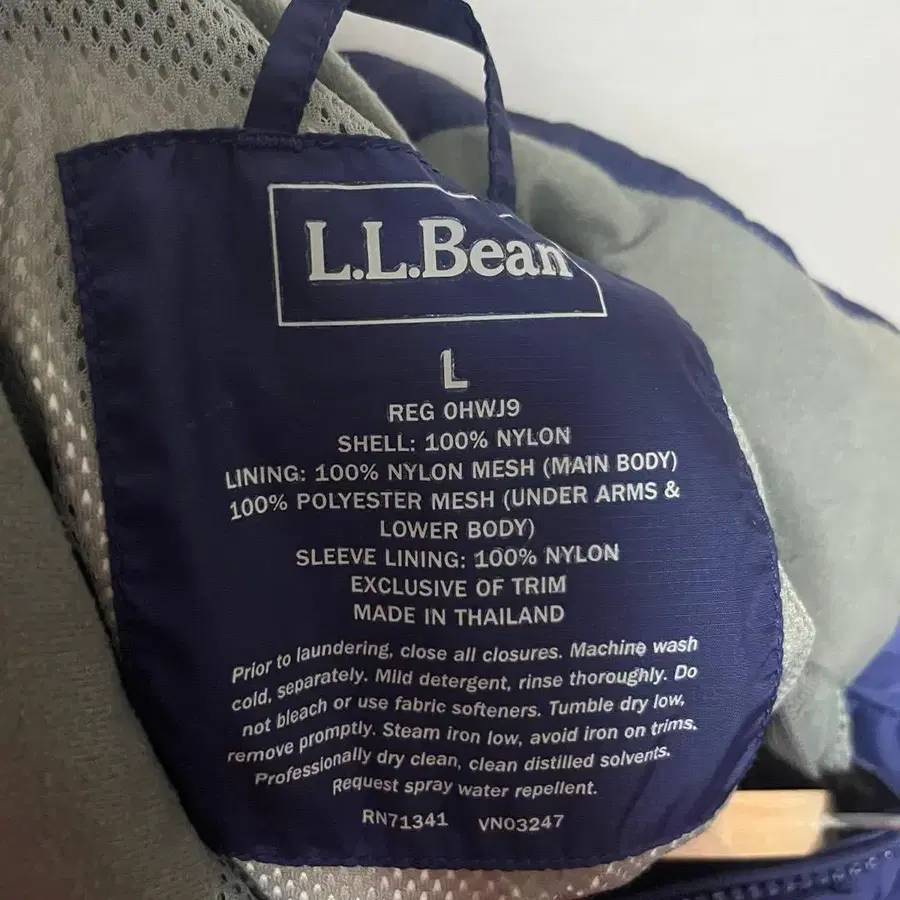 L.L.Bean
L
REG OHWJ9
SHELL: 100% NYLON
LINING: 100% NYLON MESH (MAIN BODY)
100% POLYESTER MESH (UNDER ARMS &
LOWER BODY)
SLEEVE LINING: 100% NYLON
EXCLUSIVE OF TRIM
MADE IN THAILAND
Prior to laundering, close all closures. Machine wash
cold, separately. Mild detergent, rinse thoroughly. Do
not bleach or use fabric softeners. Tumble dry low,
remove promptly. Steam iron low, avoid iron on trims.
Professionally dry clean, clean distilled solvents.
Request spray water repellent.
RN71341 VN03247